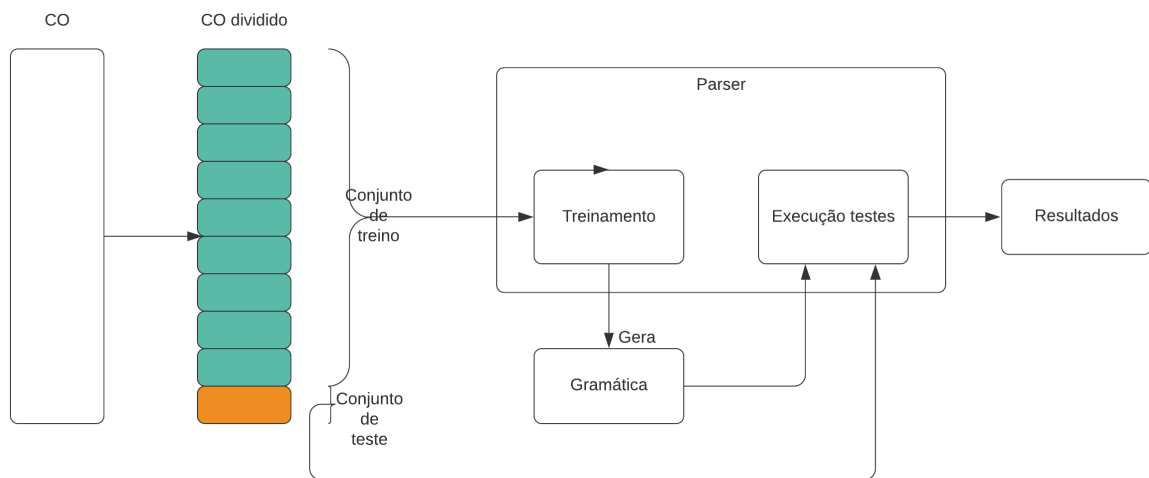 CO
CO dividido
Parser
Conjunto
de
treino
Treinamento
Execução testes
Resultados
Gera
Gramática
Conjunto
de
teste